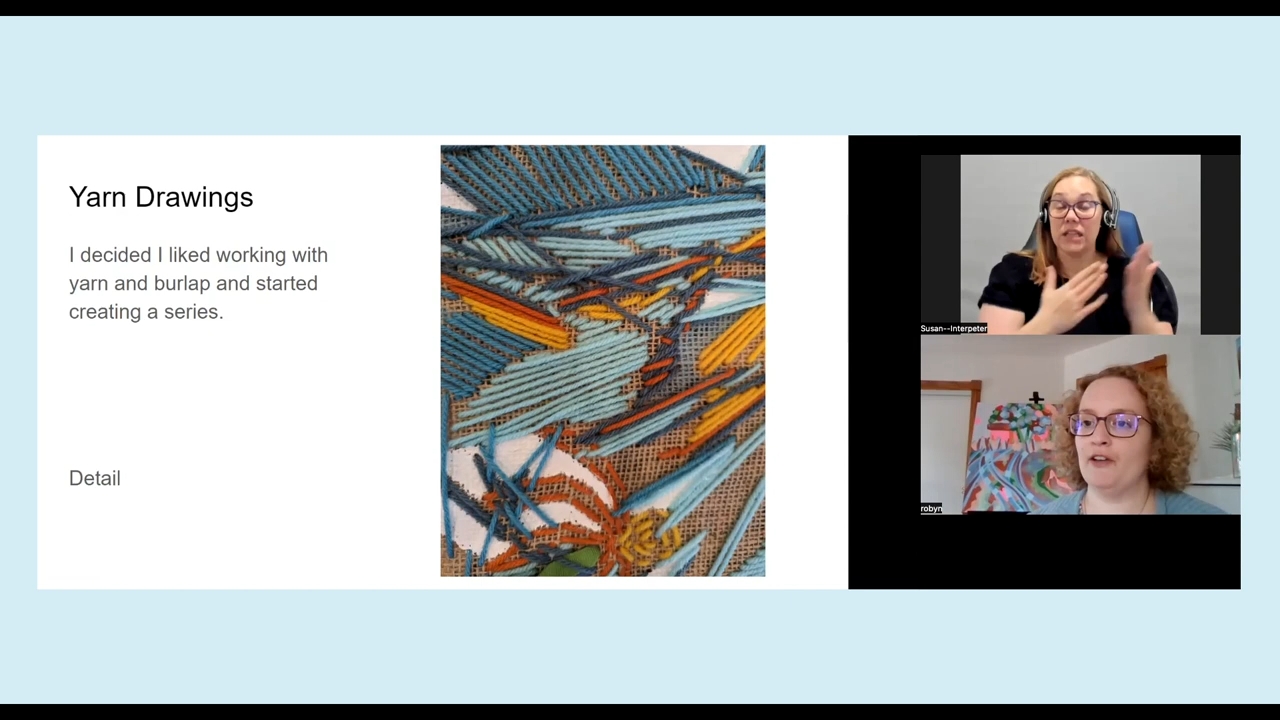 Yarn Drawings
I decided I liked working with
yarn and burlap and started
creating a series.
Detail
Susan--Interpeter
robyn